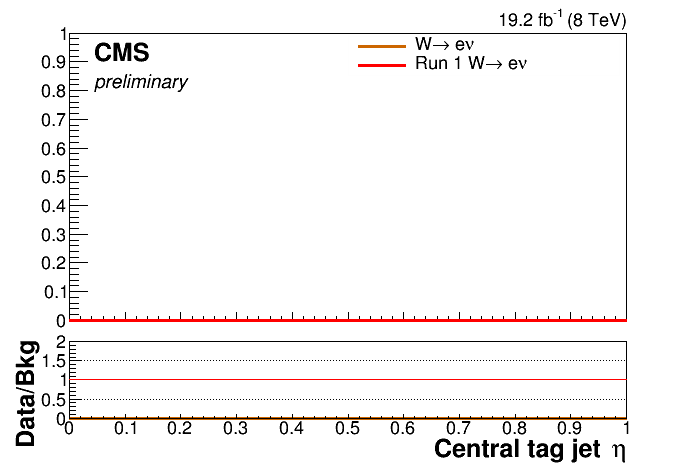 19.2 fb⁻¹ (8 TeV)
CMS
preliminary
W→ eν
Run 1 W→ eν
1
0.9
0.8
0.7
0.6
0.5
0.4
0.3
0.2
0.1
0
Data/Bkg
2
1.5
1
0.5
0
0 0.1 0.2 0.3 0.4 0.5 0.6 0.7 0.8 0.9 1
Central tag jet η